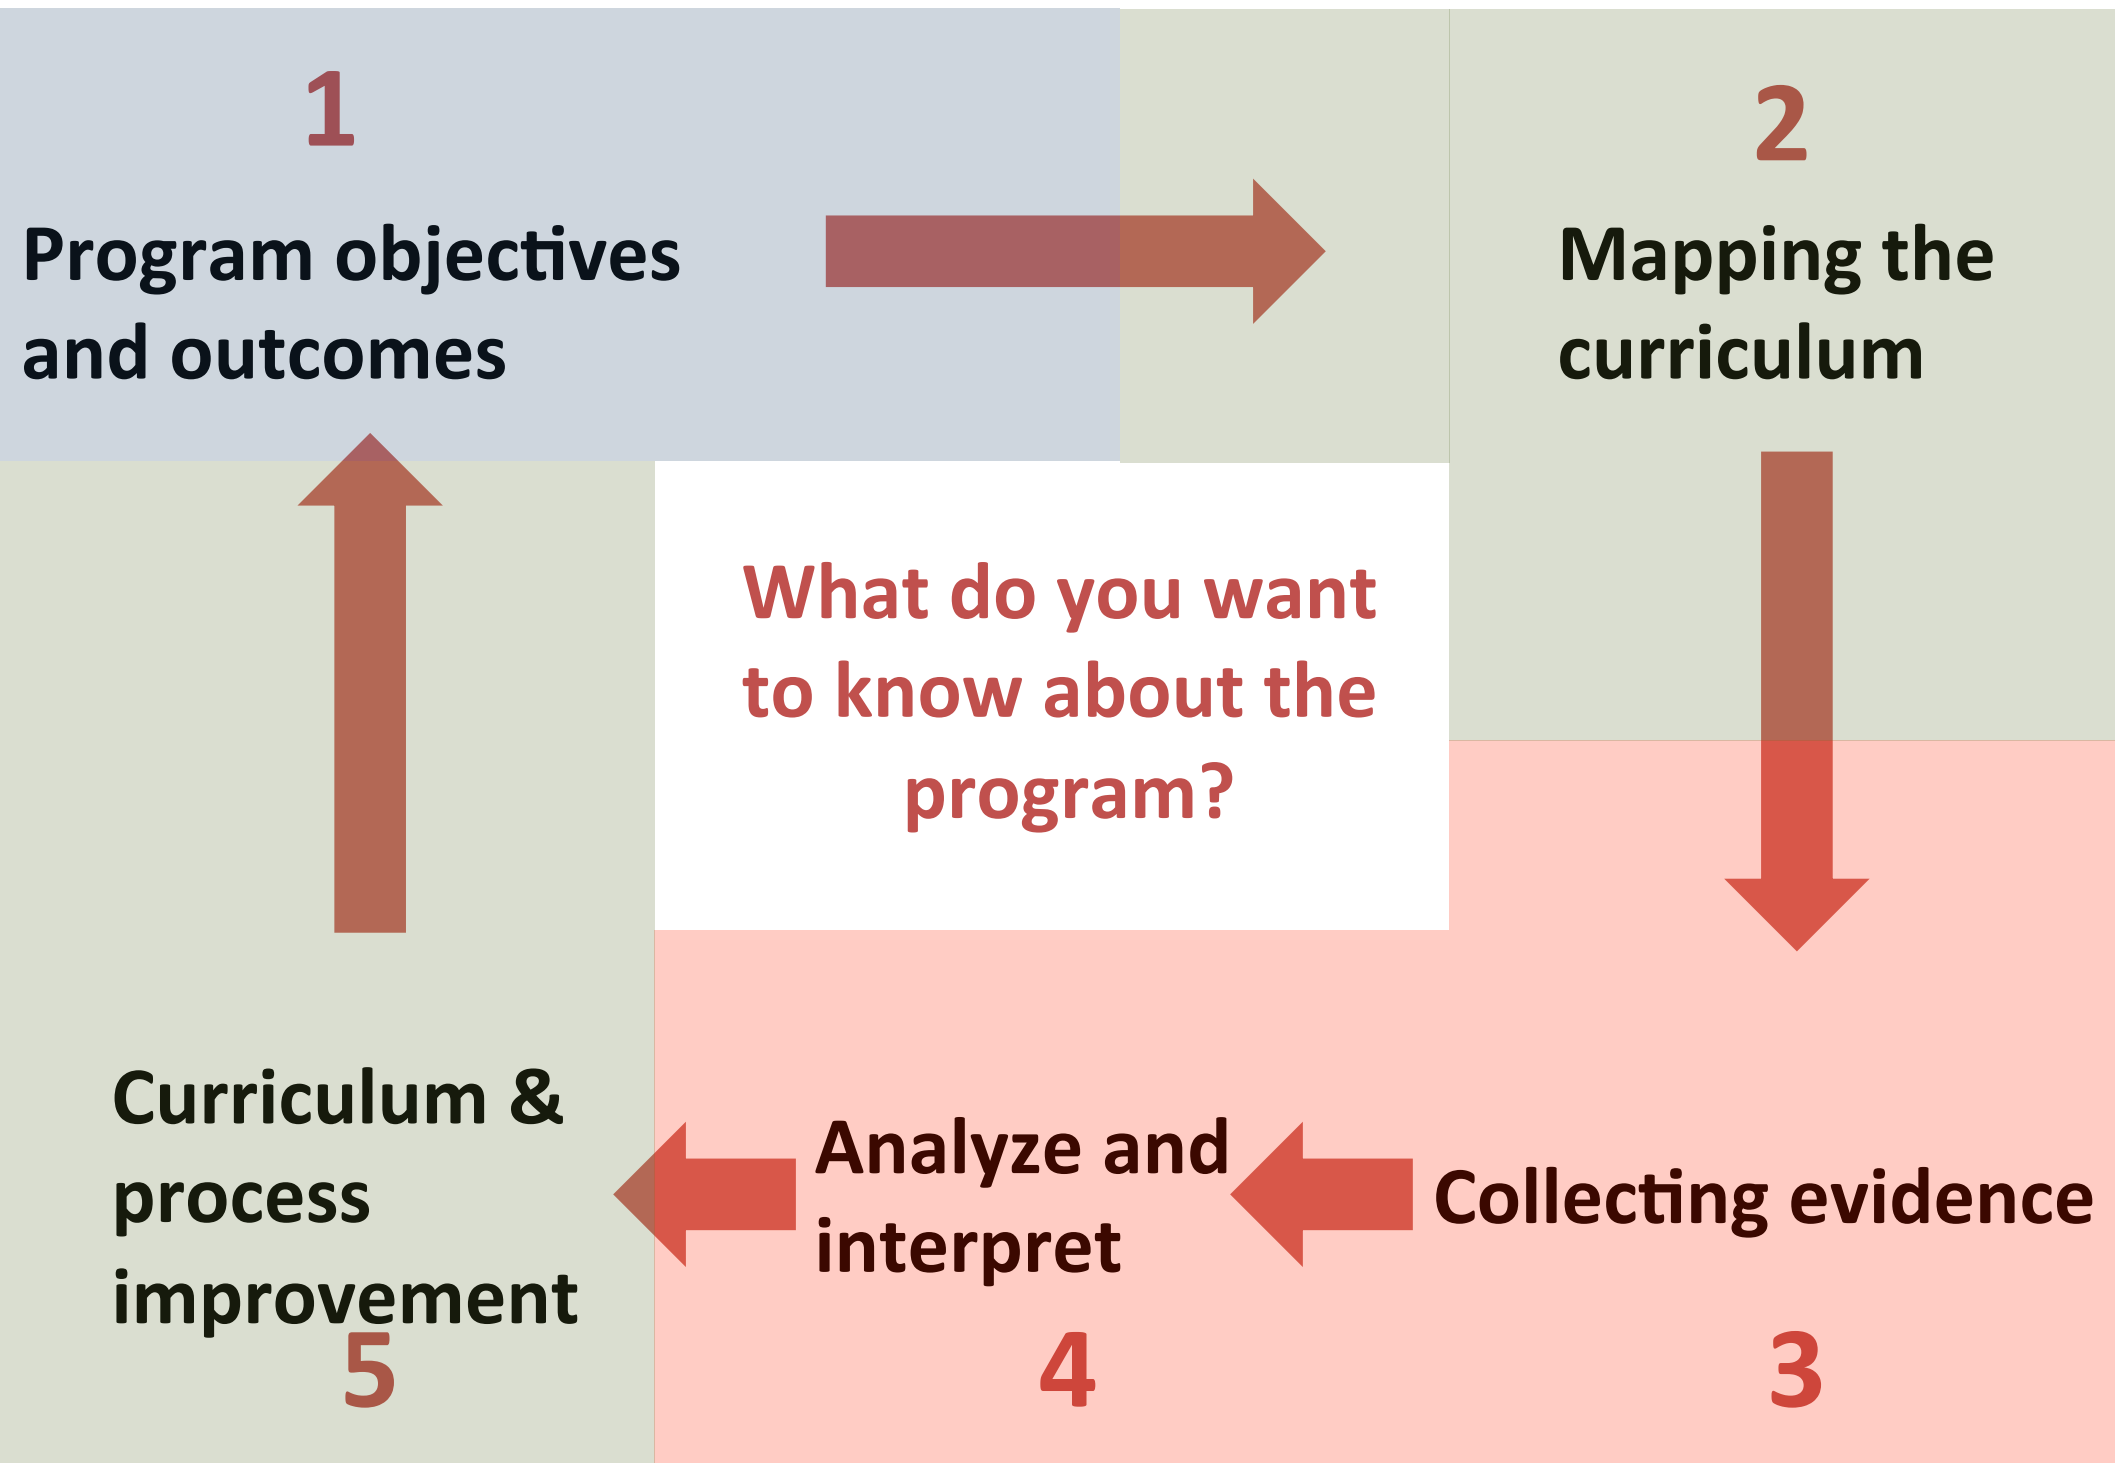 1
Program objectives
and outcomes
2
Mapping the
curriculum
What do you want
to know about the
program?
Collecting evidence
3
Analyze and
interpret
4
Curriculum &
process
improvement
5